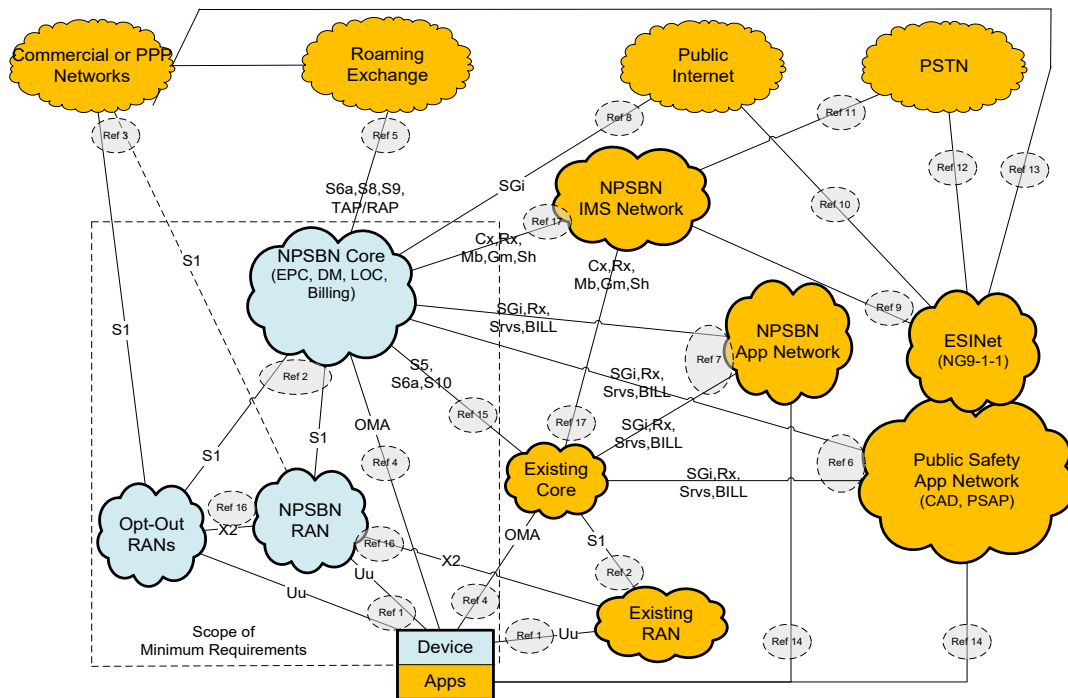 Commercial or PPP
Networks
Roaming
Exchange
Public
Internet
PSTN
Ref 3
Ref 5
Ref 8
Ref 11
Ref 12
Ref 13
Ref 10
SGi
S6a,S8,S9,
TAP/RAP
NPSBN
IMS Network
Ref 17
Cx,Rx,
Mb,Gm,Sh
NPSBN Core
(EPC, DM, LOC,
Billing)
S1
Cx,Rx,
Mb,Gm,Sh
Ref 9
SGi,Rx,
Srvs,BILL
NPSBN
App Network
ESINet
(NG9-1-1)
S1
Ref 2
S5,
S6a,S10
Ref 7
SGi,Rx,
Srvs,BILL
Ref 15
Ref 17
OMA
SGi,Rx,
Srvs,BILL
S1
S1
Ref 4
Existing
Core
SGi,Rx,
Srvs,BILL
Ref 6
Public Safety
App Network
(CAD, PSAP)
Opt-Out
RANs
Ref 16
X2
NPSBN
RAN
Ref 16
OMA
S1
X2
Ref 2
Uu
Uu
Ref 1
Ref 4
Existing
RAN
Scope of
Minimum Requirements
Device
Ref 1
Uu
Ref 14
Ref 14
Apps